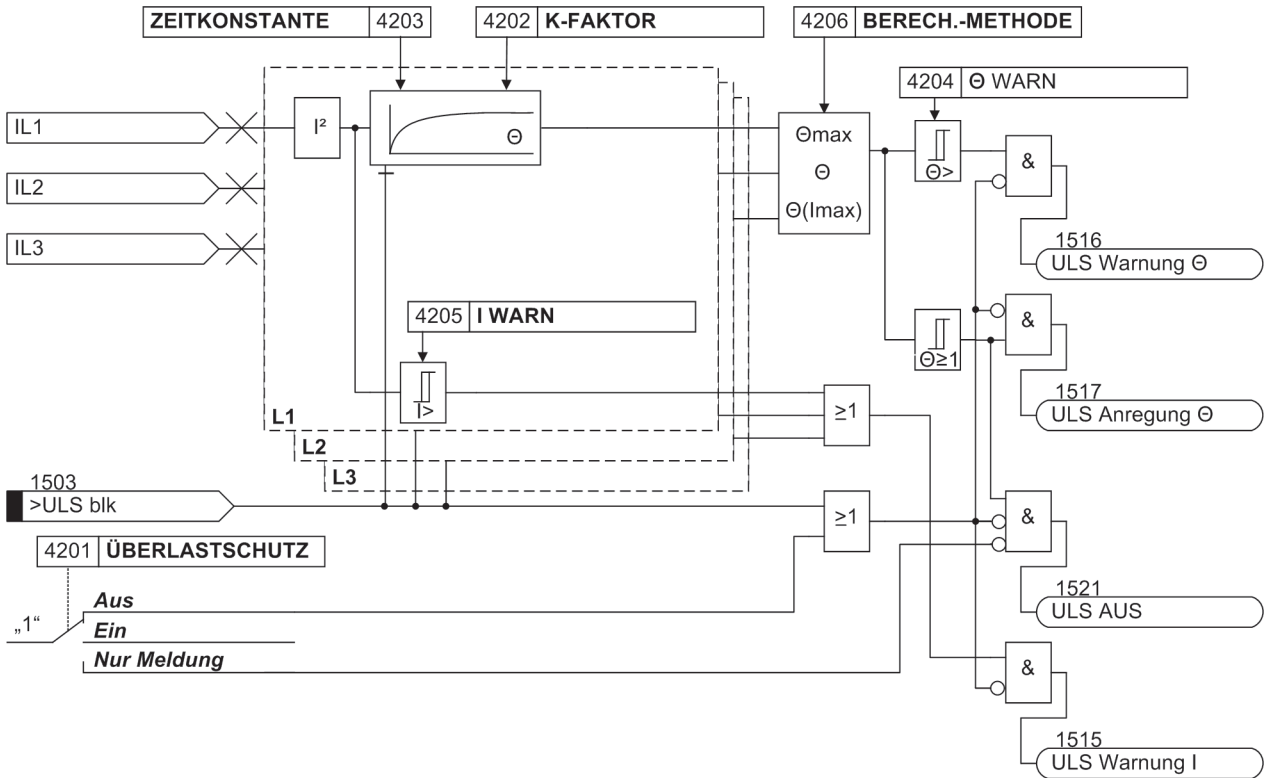 ZEITKONSTANTE 4203
4202 K-FAKTOR
4206 BERECH.-METHODE
4204 Θ WARN
IL1
I²
Θ
Θmax
Θ
Θ(Imax)
Θ>
&
IL2
IL3
1516
ULS Warnung Θ
4205 I WARN
&
Θ≥1
I>
L1
≥1
1517
ULS Anregung Θ
L2
L3
1503
>ULS blk
≥1
&
4201 ÜBERLASTSCHUTZ
Aus
1521
ULS AUS
„1“
Ein
Nur Meldung
&
1515
ULS Warnung I